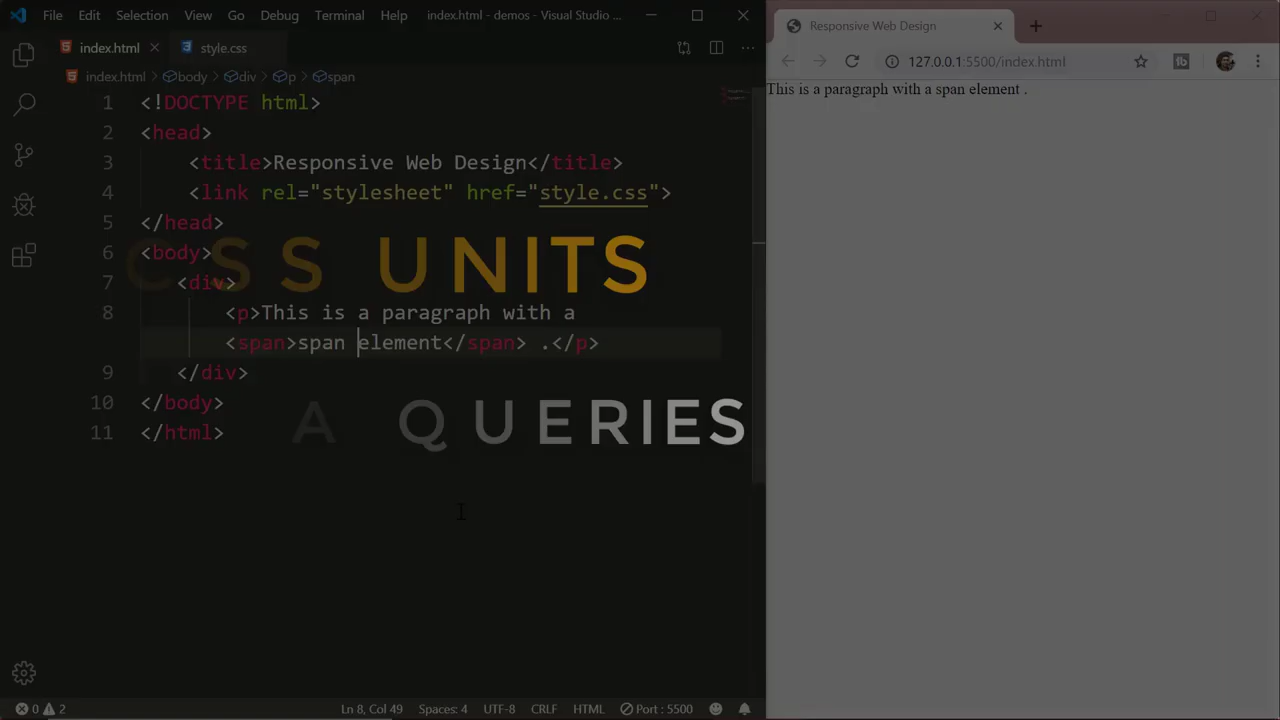 File Edit Selection View Go Debug Terminal Help index.html - demos - Visual Studio ...
index.html style.css
index.html > body > div > p > span
1 <!DOCTYPE html>
2 <head>
3 <title>Responsive Web Design</title>
4 <link rel="stylesheet" href="style.css">
5 </head>
6 <body>
7 <div>
8 <p>This is a paragraph with a
<span>span element</span> .</p>
9 </div>
10 </body>
11 </html>
CSS UNITS
A QUERIES
0 2 Ln 8, Col 49 Spaces: 4 UTF-8 CRLF HTML Port : 5500
Responsive Web Design
127.0.0.1:5500/index.html
This is a paragraph with a span element .